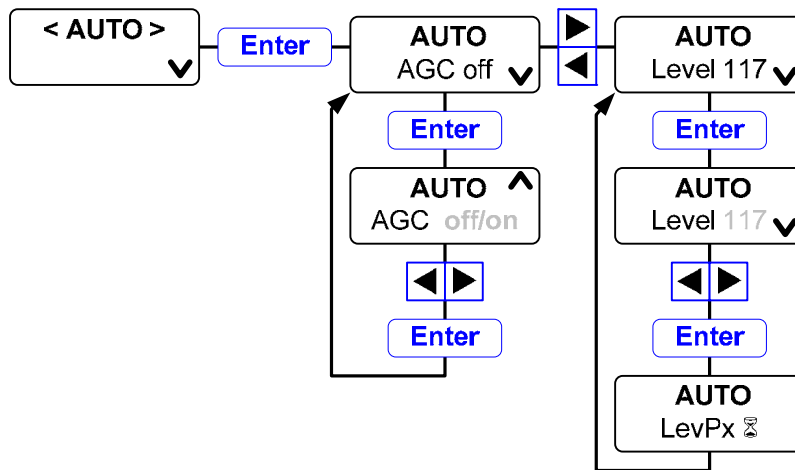 < AUTO >
Enter
AUTO
AGC off
Enter
AUTO
AGC off/on
Enter
AUTO
Level 117
Enter
AUTO
Level 117
Enter
AUTO
LevPx